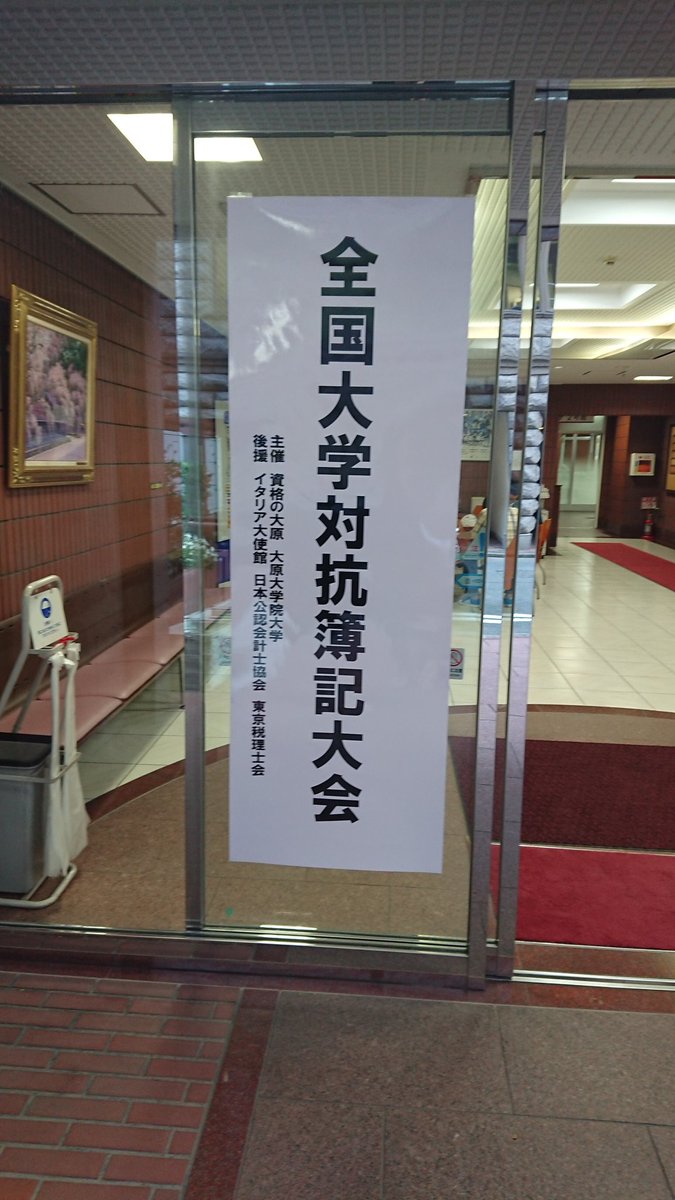 全国大学対抗簿記大会
主催 資格の大原 大原大学院大学
後援 イタリア大使館 日本公認会計士協会 東京税理士会